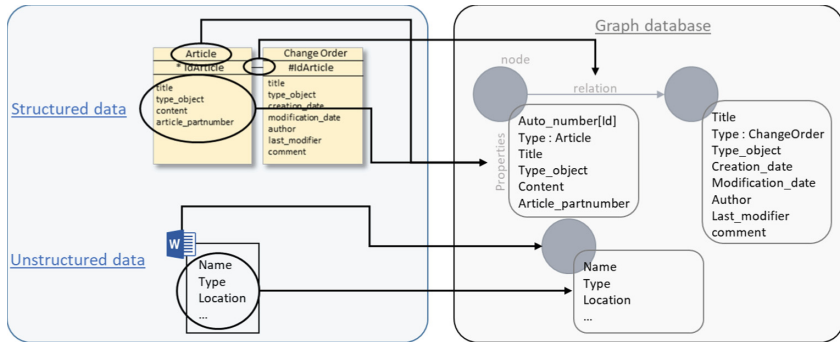 Graph database
Article
Change Order
* IdArticle
#IdArticle
title
type_object
content
article_partnumber
title
type_object
creation_date
modification_date
author
last_modifier
comment
Structured data
node
relation
Properties
Auto_number[Id]
Type : Article
Title
Type_object
Content
Article_partnumber
Title
Type : ChangeOrder
Type_object
Creation_date
Modification_date
Author
Last_modifier
comment
Unstructured data
W
Name
Type
Location
...
Name
Type
Location
...